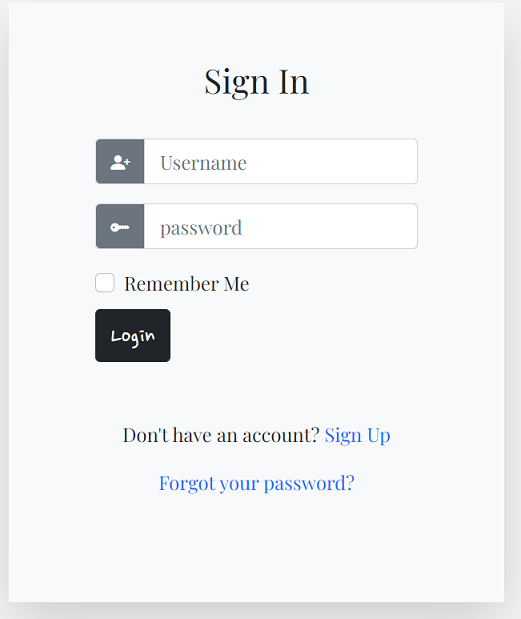 Sign In
Username
password
Remember Me
Login
Don't have an account? Sign Up
Forgot your password?